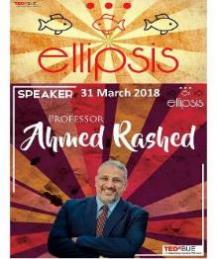 TEDxBUE
ellipsis
SPEAKER 31 March 2018
ellipsis
PROFESSOR
Ahmed Rashed
TEDxBUE